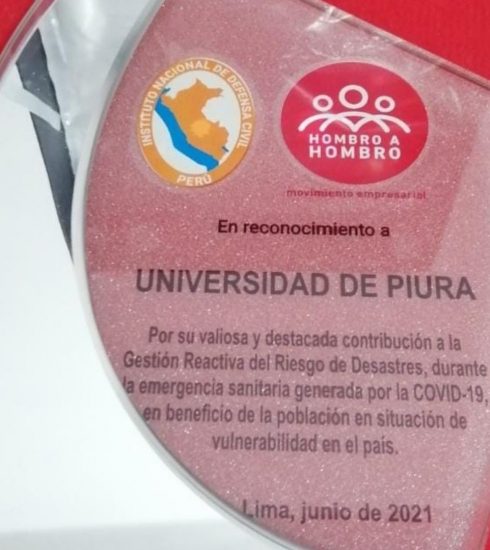 INSTITUTO NACIONAL DE DEFENSA CIVIL
PERÚ
HOMBRO A
HOMBRO
movimiento empresarial
En reconocimiento a
UNIVERSIDAD DE PIURA
Por su valiosa y destacada contribución a la
Gestión Reactiva del Riesgo de Desastres, durante
la emergencia sanitaria generada por la COVID-19,
en beneficio de la población en situación de
vulnerabilidad en el país.
Lima, junio de 2021